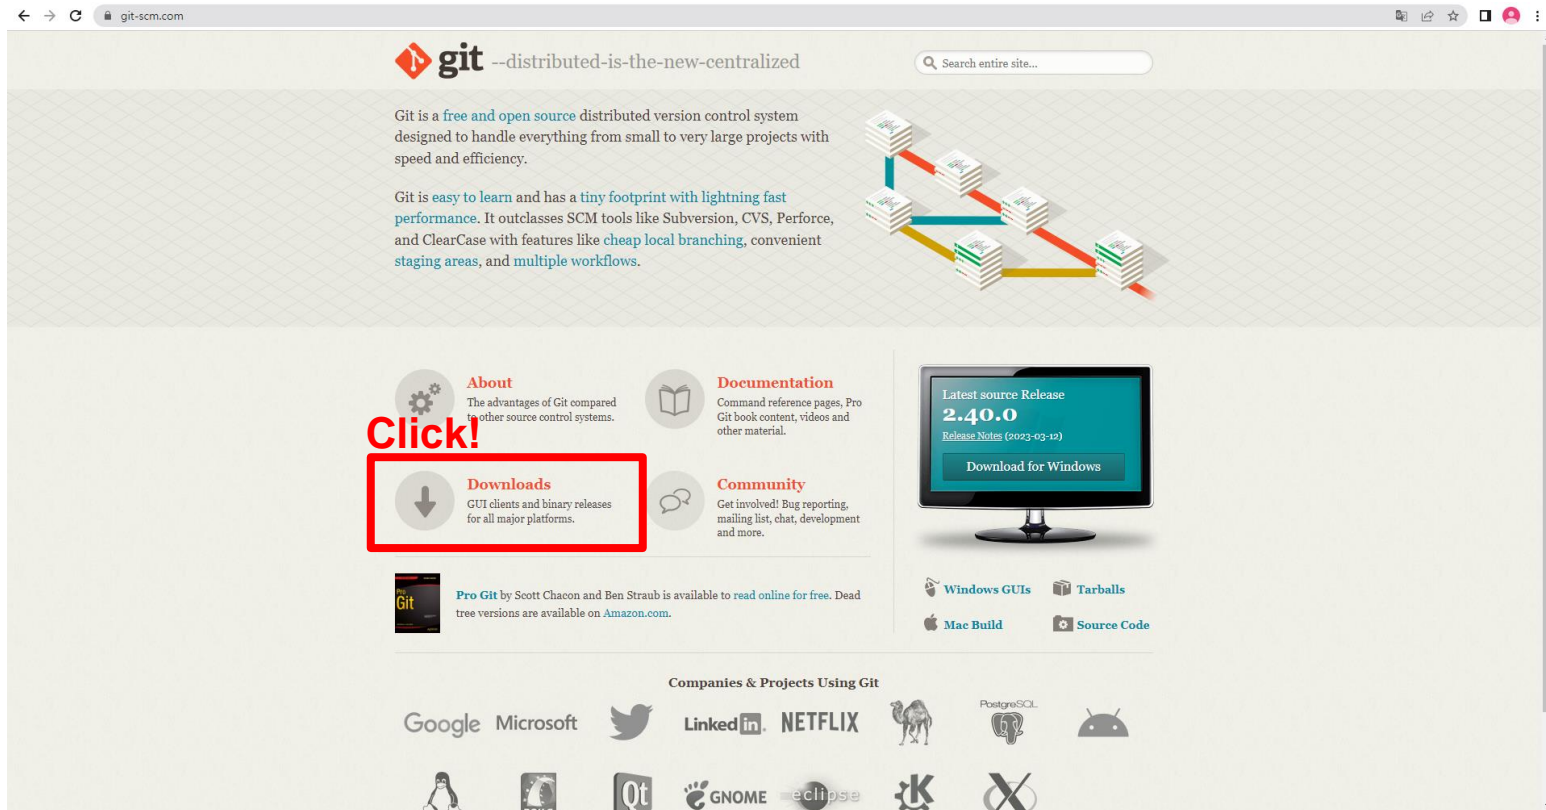 git-scm.com
git --distributed-is-the-new-centralized
Search entire site...
Git is a free and open source distributed version control system
designed to handle everything from small to very large projects with
speed and efficiency.
Git is easy to learn and has a tiny footprint with lightning fast
performance. It outclasses SCM tools like Subversion, CVS, Perforce,
and ClearCase with features like cheap local branching, convenient
staging areas, and multiple workflows.
About
The advantages of Git compared
to other source control systems.
Documentation
Command reference pages, Pro
Git book content, videos and
other material.
Click!
Downloads
GUI clients and binary releases
for all major platforms.
Community
Get involved! Bug reporting,
mailing list, chat, development
and more.
Latest source Release
2.40.0
Release Notes (2023-03-12)
Download for Windows
Windows GUIs
Tarballs
Mac Build
Source Code
Pro
Git
Pro Git by Scott Chacon and Ben Straub is available to read online for free. Dead
tree versions are available on Amazon.com.
Companies & Projects Using Git
Google
Microsoft
Linked in.
NETFLIX
PostgreSQL
Qt
GNOME
eclipse
K
X